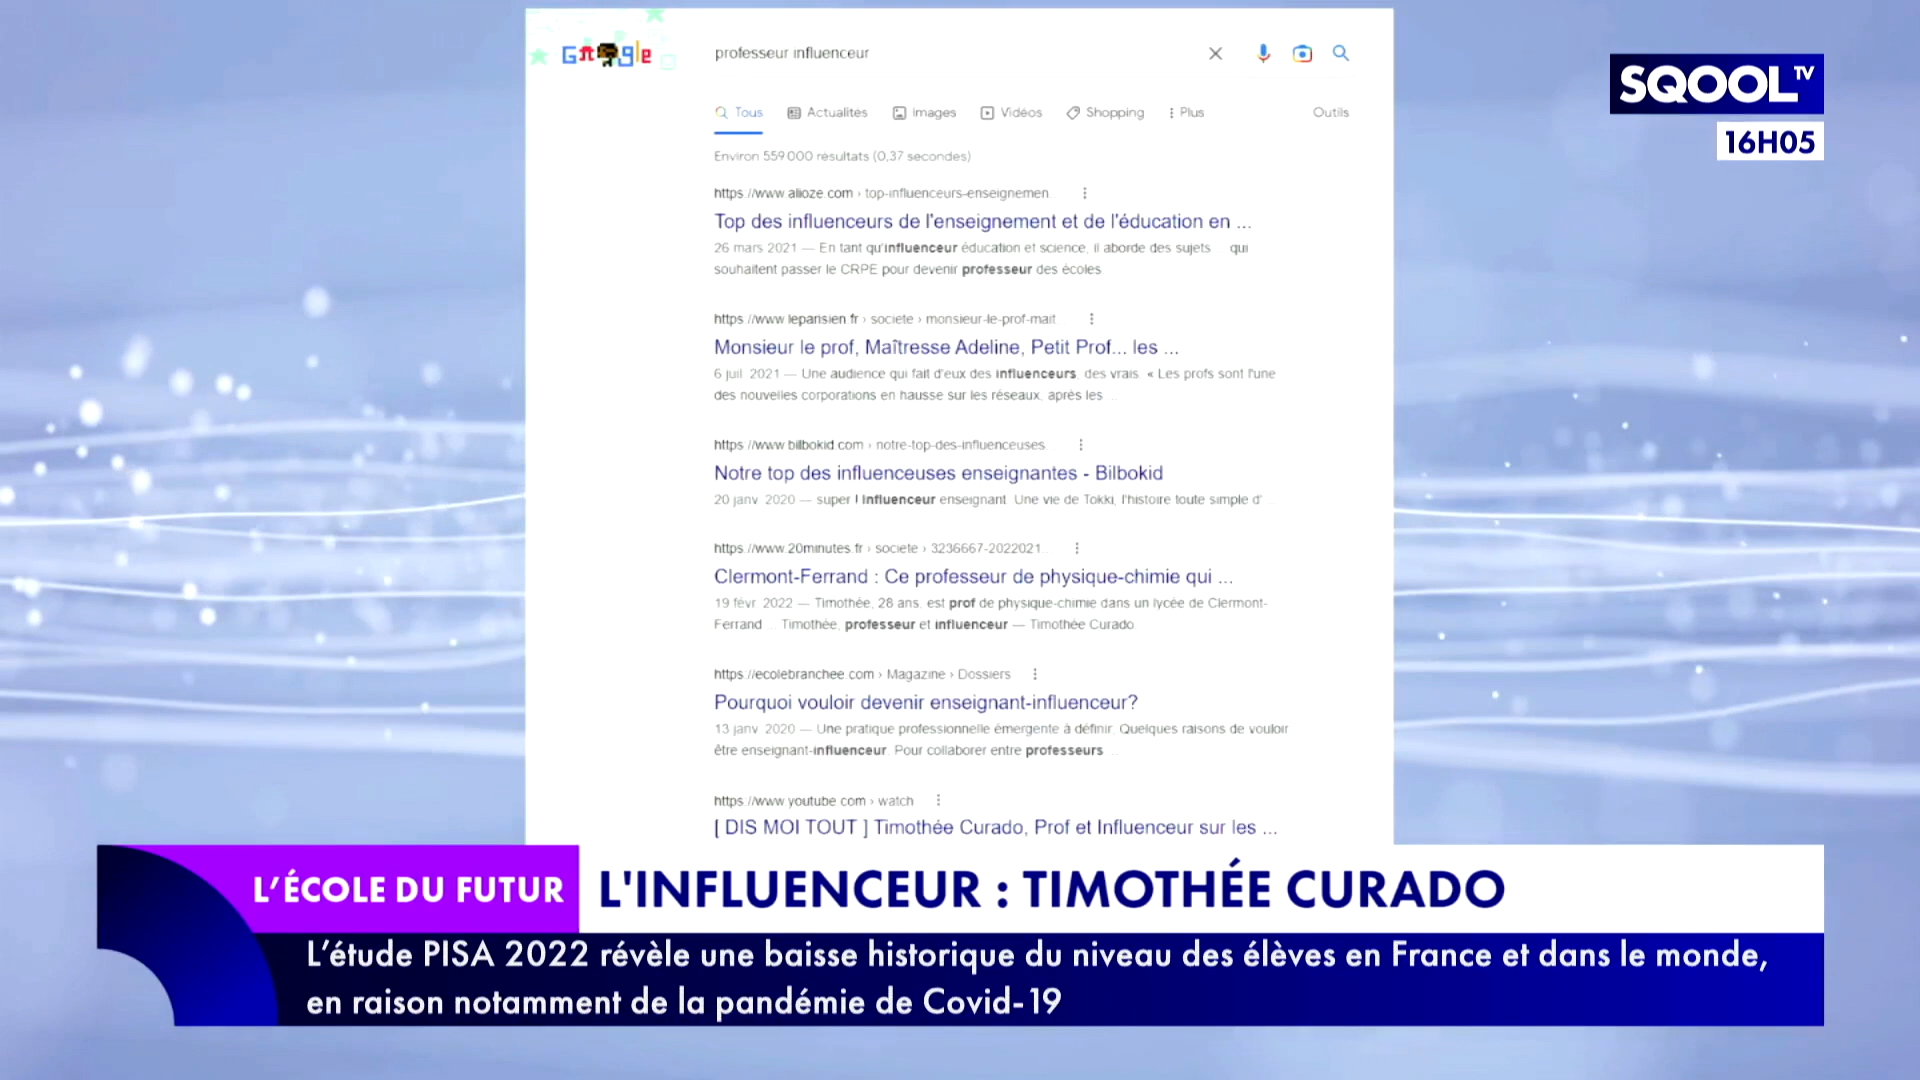 Google
professeur influenceur
SQOOL TV
16H05
Tous Actualités Images Vidéos Shopping Plus Outils
Environ 559 000 résultats (0,37 secondes)
https://www.alioze.com › top-influenceurs-enseignemen...
Top des influenceurs de l'enseignement et de l'éducation en ...
26 mars 2021 — En tant qu'influenceur éducation et science, il aborde des sujets ... qui
souhaitent passer le CRPE pour devenir professeur des écoles.
https://www.leparisien.fr › societe › monsieur-le-prof-mait...
Monsieur le prof, Maîtresse Adeline, Petit Prof... les ...
6 juil. 2021 — Une audience qui fait d'eux des influenceurs, des vrais. « Les profs sont l'une
des nouvelles corporations en hausse sur les réseaux, après les ...
https://www.bilbokid.com › notre-top-des-influenceuses...
Notre top des influenceuses enseignantes - Bilbokid
20 janv. 2020 — super ! Influenceur enseignant. Une vie de Tokki, l'histoire toute simple d' ...
https://www.20minutes.fr › societe › 3236667-2022021...
Clermont-Ferrand : Ce professeur de physique-chimie qui ...
19 févr. 2022 — Timothée, 28 ans, est prof de physique-chimie dans un lycée de Clermont-
Ferrand ... Timothée, professeur et influenceur — Timothée Curado.
https://ecolebranchee.com › Magazine › Dossiers
Pourquoi vouloir devenir enseignant-influenceur?
13 janv. 2020 — Une pratique professionnelle émergente à définir. Quelques raisons de vouloir
être enseignant-influenceur. Pour collaborer entre professeurs ...
https://www.youtube.com › watch
[ DIS MOI TOUT ] Timothée Curado, Prof et Influenceur sur les ...
L'ÉCOLE DU FUTUR
L'INFLUENCEUR : TIMOTHÉE CURADO
L'étude PISA 2022 révèle une baisse historique du niveau des élèves en France et dans le monde,
en raison notamment de la pandémie de Covid-19